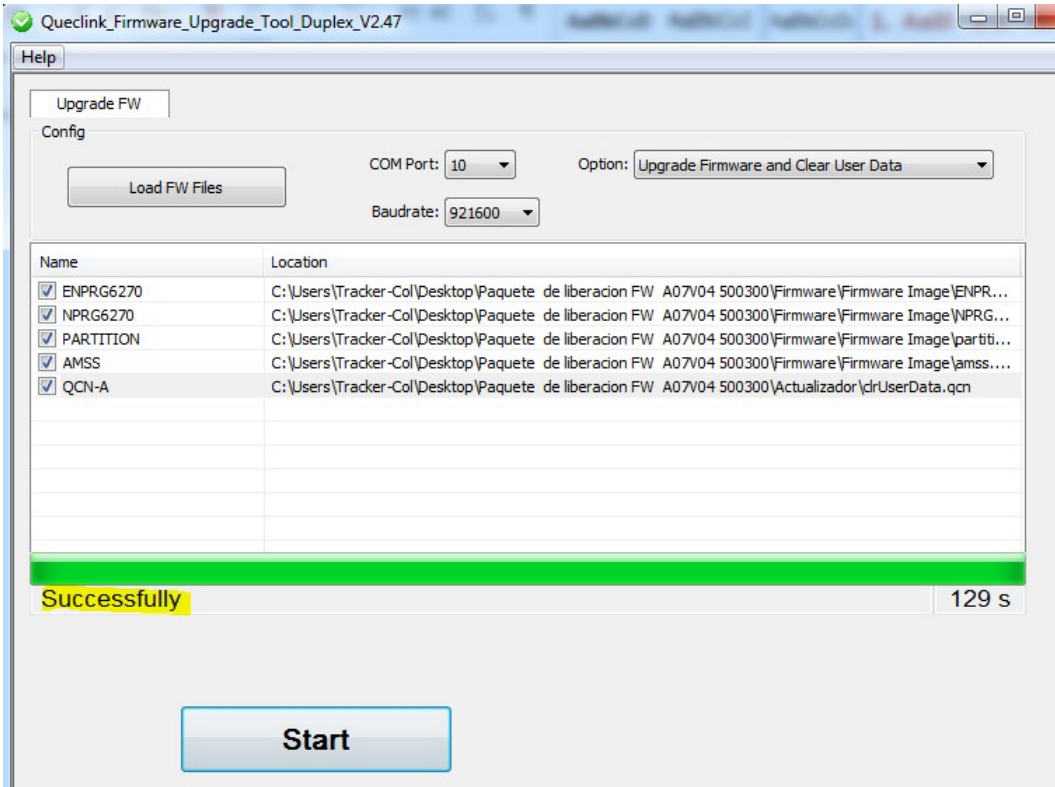 Queclink_Firmware_Upgrade_Tool_Duplex_V2.47
Help
Upgrade FW
Config
Load FW Files
COM Port: 10
Option: Upgrade Firmware and Clear User Data
Baudrate: 921600
Name Location
ENPRG6270 C:\Users\Tracker-Col\Desktop\Paquete de liberacion FW A07V04 500300\Firmware\Firmware Image\ENPR...
NPRG6270 C:\Users\Tracker-Col\Desktop\Paquete de liberacion FW A07V04 500300\Firmware\Firmware Image\NPRG...
PARTITION C:\Users\Tracker-Col\Desktop\Paquete de liberacion FW A07V04 500300\Firmware\Firmware Image\partiti...
AMSS C:\Users\Tracker-Col\Desktop\Paquete de liberacion FW A07V04 500300\Firmware\Firmware Image\amss....
QCN-A C:\Users\Tracker-Col\Desktop\Paquete de liberacion FW A07V04 500300\Actualizador\clrUserData.qcn
Successfully 129 s
Start